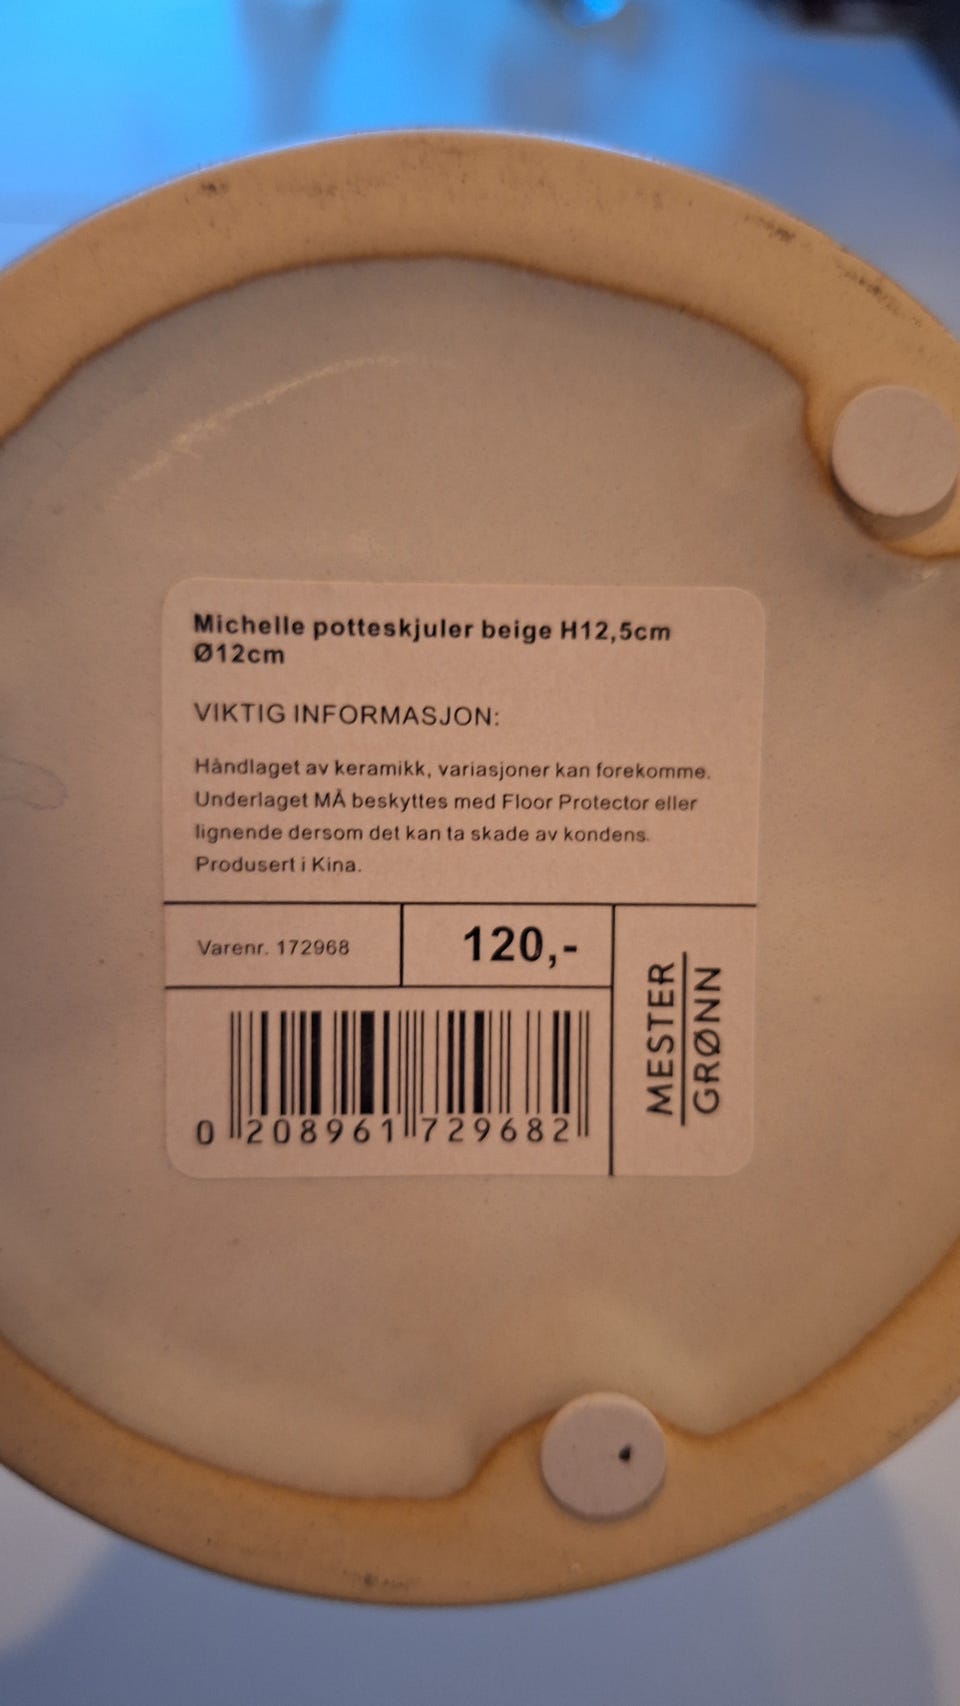 Michelle potteskjuler beige H12,5cm
Ø12cm
VIKTIG INFORMASJON:
Håndlaget av keramikk, variasjoner kan forekomme.
Underlaget MÅ beskyttes med Floor Protector eller
lignende dersom det kan ta skade av kondens.
Produsert i Kina.
Varenr. 172968
120,-
0 208961 729682
MESTER
GRØNN